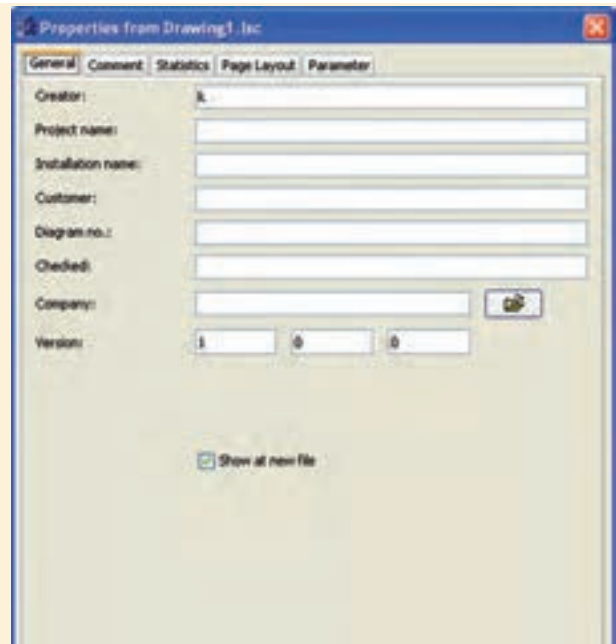 Properties from Drawing1.lsc
General Comment Statistics Page Layout Parameter
Creator: k
Project name:
Installation name:
Customer:
Diagram no.:
Checked:
Company:
Version: 1 0 0
Show at new file